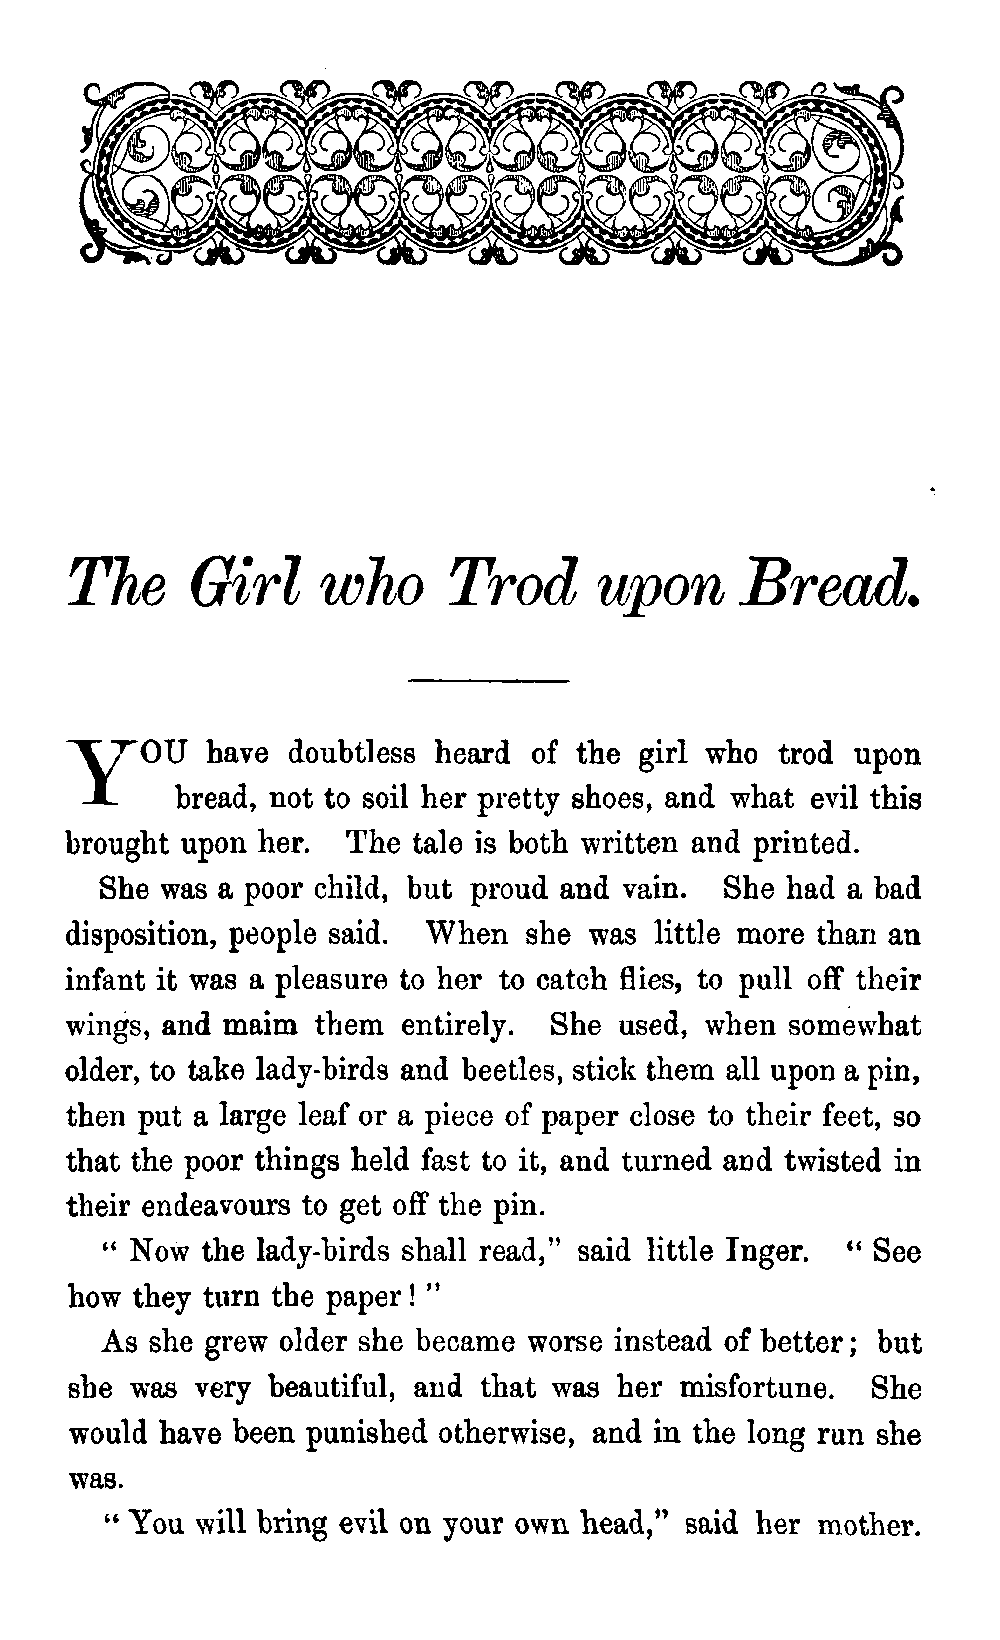 The Girl who Trod upon Bread.
YOU have doubtless heard of the girl who trod upon
bread, not to soil her pretty shoes, and what evil this
brought upon her. The tale is both written and printed.
She was a poor child, but proud and vain. She had a bad
disposition, people said. When she was little more than an
infant it was a pleasure to her to catch flies, to pull off their
wings, and maim them entirely. She used, when somewhat
older, to take lady-birds and beetles, stick them all upon a pin,
then put a large leaf or a piece of paper close to their feet, so
that the poor things held fast to it, and turned and twisted in
their endeavours to get off the pin.
“ Now the lady-birds shall read,” said little Inger. “ See
how they turn the paper! ”
As she grew older she became worse instead of better; but
she was very beautiful, and that was her misfortune. She
would have been punished otherwise, and in the long run she
was.
“ You will bring evil on your own head,” said her mother.